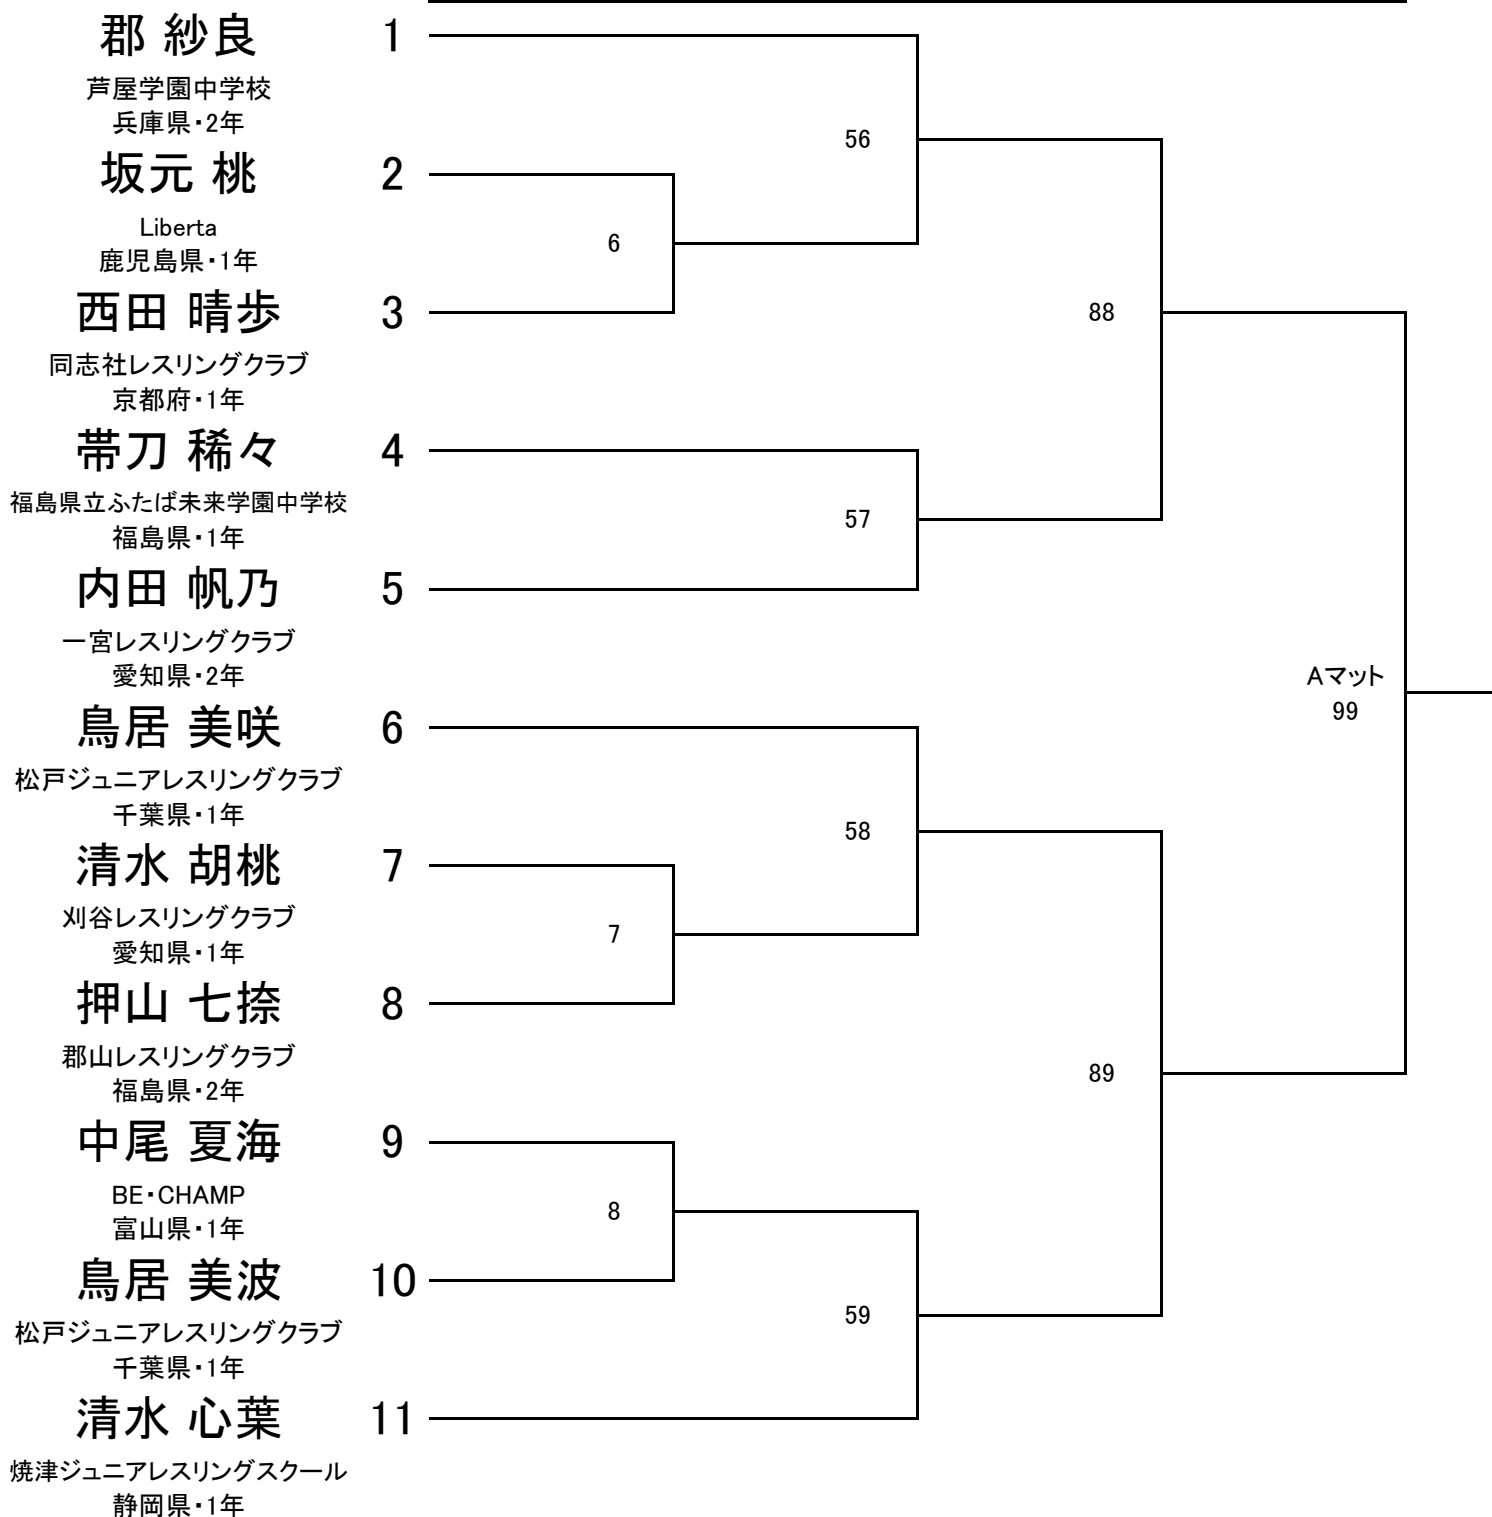 郡 紗良 1
芦屋学園中学校
兵庫県・2年
56
坂元 桃 2
Liberta
鹿児島県・1年
6
西田 晴歩 3
88
同志社レスリングクラブ
京都府・1年
帯刀 稀々 4
福島県立ふたば未来学園中学校
福島県・1年
57
内田 帆乃 5
一宮レスリングクラブ
愛知県・2年
Aマット
99
鳥居 美咲 6
松戸ジュニアレスリングクラブ
千葉県・1年
58
清水 胡桃 7
刈谷レスリングクラブ
愛知県・1年
7
押山 七捺 8
郡山レスリングクラブ
福島県・2年
89
中尾 夏海 9
BE・CHAMP
富山県・1年
8
鳥居 美波 10
松戸ジュニアレスリングクラブ
千葉県・1年
59
清水 心葉 11
焼津ジュニアレスリングスクール
静岡県・1年